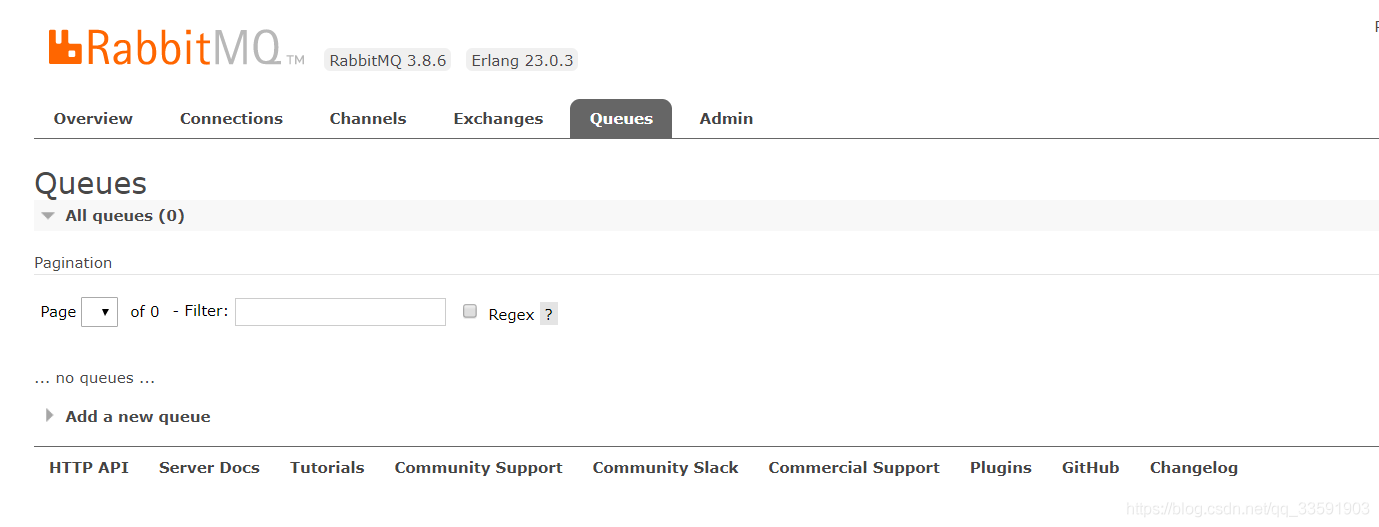 RabbitMQ TM RabbitMQ 3.8.6 Erlang 23.0.3
Overview Connections Channels Exchanges Queues Admin
Queues
All queues (0)
Pagination
Page of 0 - Filter: Regex ?
... no queues ...
Add a new queue
HTTP API Server Docs Tutorials Community Support Community Slack Commercial Support Plugins GitHub Changelog
https://blog.csdn.net/qq_33591903